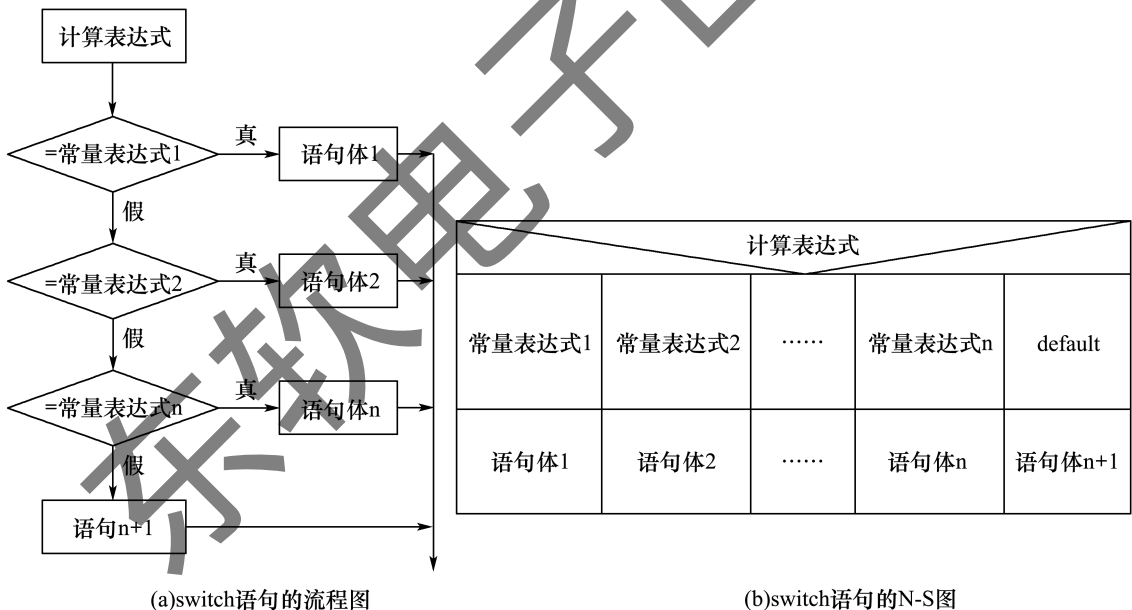 计算表达式
=常量表达式1
真
语句体1
假
=常量表达式2
真
语句体2
假
=常量表达式n
真
语句体n
假
语句n+1
(a)switch语句的流程图
计算表达式
常量表达式1 常量表达式2 …… 常量表达式n default
语句体1 语句体2 …… 语句体n 语句体n+1
(b)switch语句的N-S图
东软电子